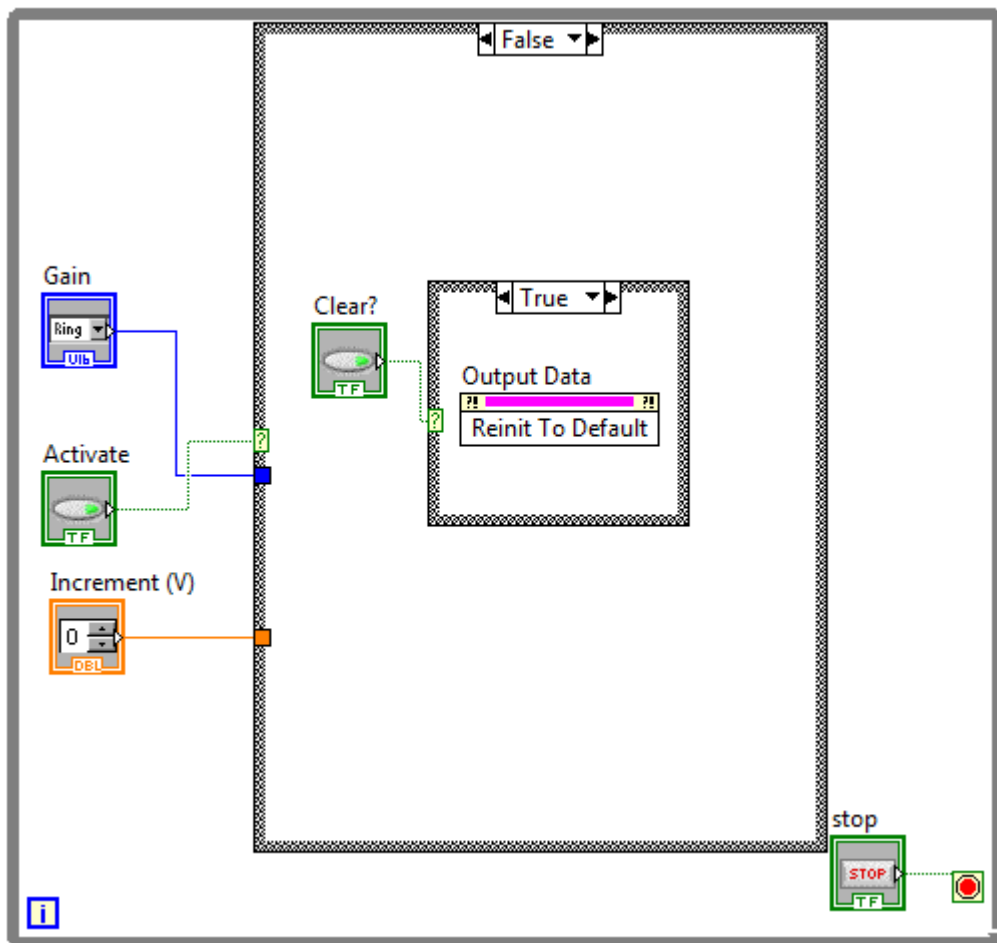 False
Gain
Ring
U16
Clear?
TF
True
Output Data
?! ?!
Reinit To Default
?
?
Activate
TF
Increment (V)
0
DBL
stop
STOP
TF
i